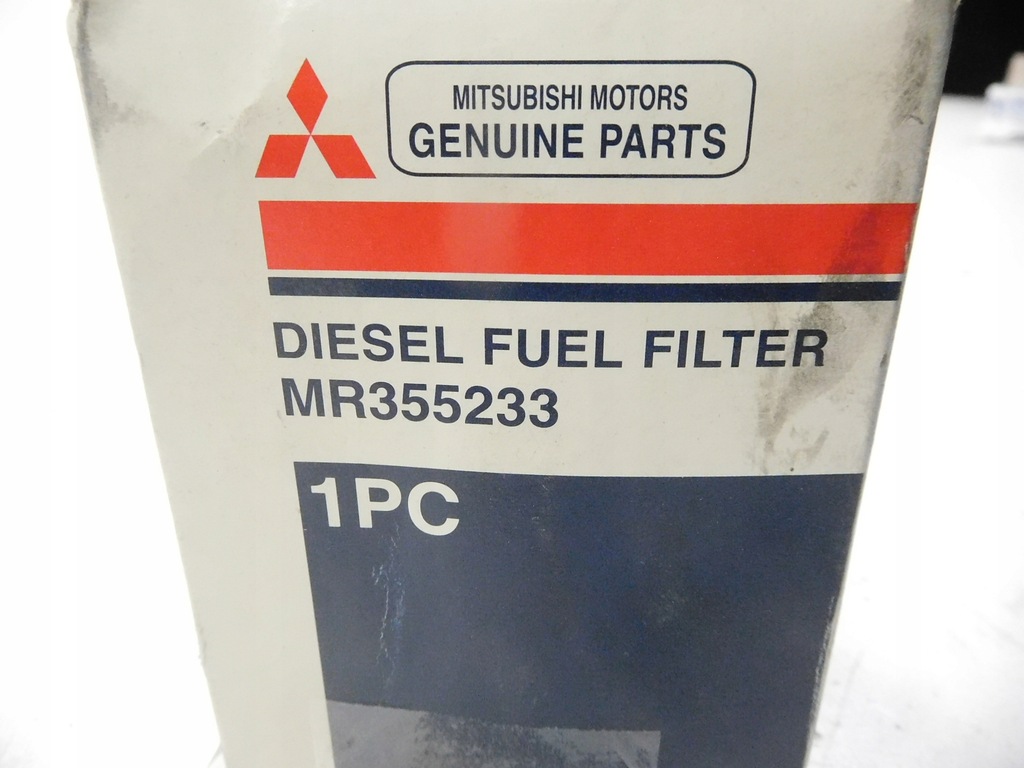 MITSUBISHI MOTORS
GENUINE PARTS
DIESEL FUEL FILTER
MR355233
1PC